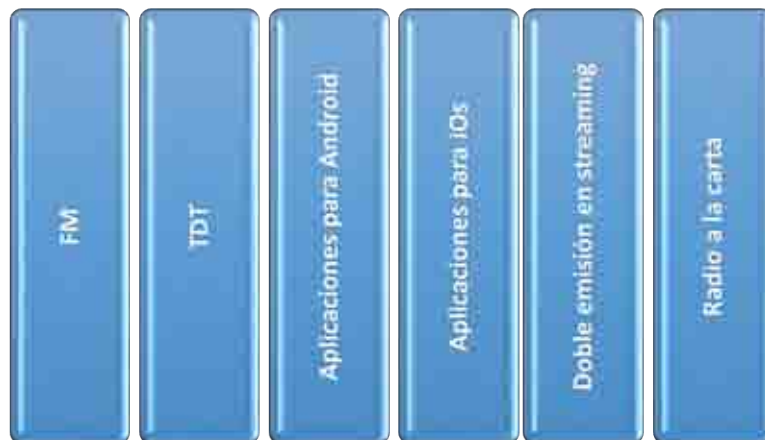 FM
TDT
Aplicaciones para Android
Aplicaciones para iOs
Doble emisión en streaming
Radio a la carta